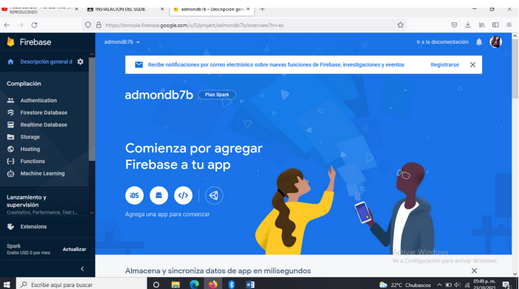 REPRODUCIENDO
INSTALACION DEL SGDB.
admondb7b – Descripción gen
https://console.firebase.google.com/u/0/project/admondb7b/overview?hl=es
Firebase
admondb7b
Ir a la documentación
Descripción general d
Recibe notificaciones por correo electrónico sobre nuevas funciones de Firebase, investigaciones y eventos
Registrarse
Compilación
Authentication
Firestore Database
Realtime Database
Storage
Hosting
Functions
Machine Learning
admondb7b
Plan Spark
Comienza por agregar
Firebase a tu app
iOS
Agrega una app para comenzar
Lanzamiento y
supervisión
Crashlytics, Performance, Test L...
Extensions
Spark
Gratis USD 0 por mes
Actualizar
Activar Windows
Ve a Configuración para activar Windows.
Almacena y sincroniza datos de app en milisegundos
Escribe aquí para buscar
22°C Chubascos
05:49 p. m.